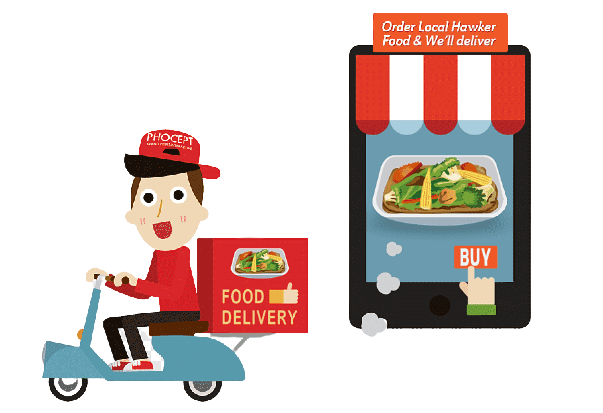 Order Local Hawker
Food & We'll deliver
PHOCEPT
BUY
FOOD
DELIVERY